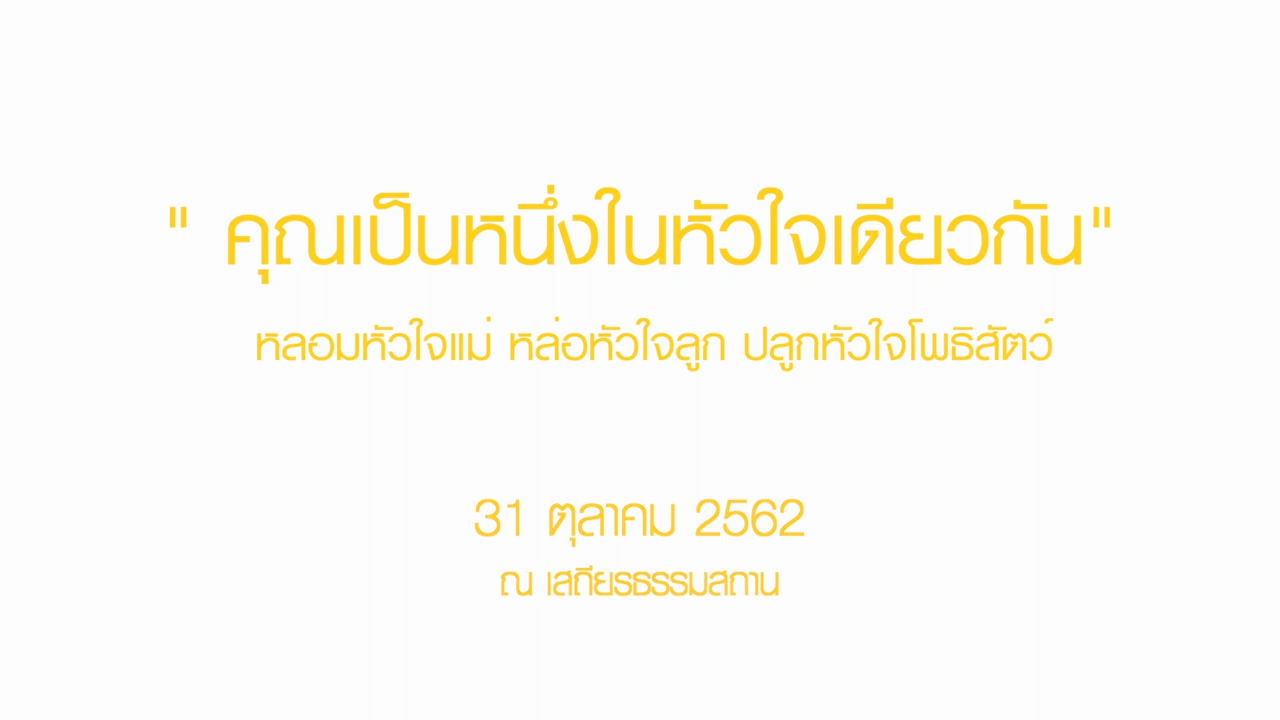 " คุณเป็นหนึ่งในหัวใจเดียวกัน"
หลอมหัวใจแม่ หล่อหัวใจลูก ปลูกหัวใจโพธิสัตว์
31 ตุลาคม 2562
ณ เสถียรธรรมสถาน